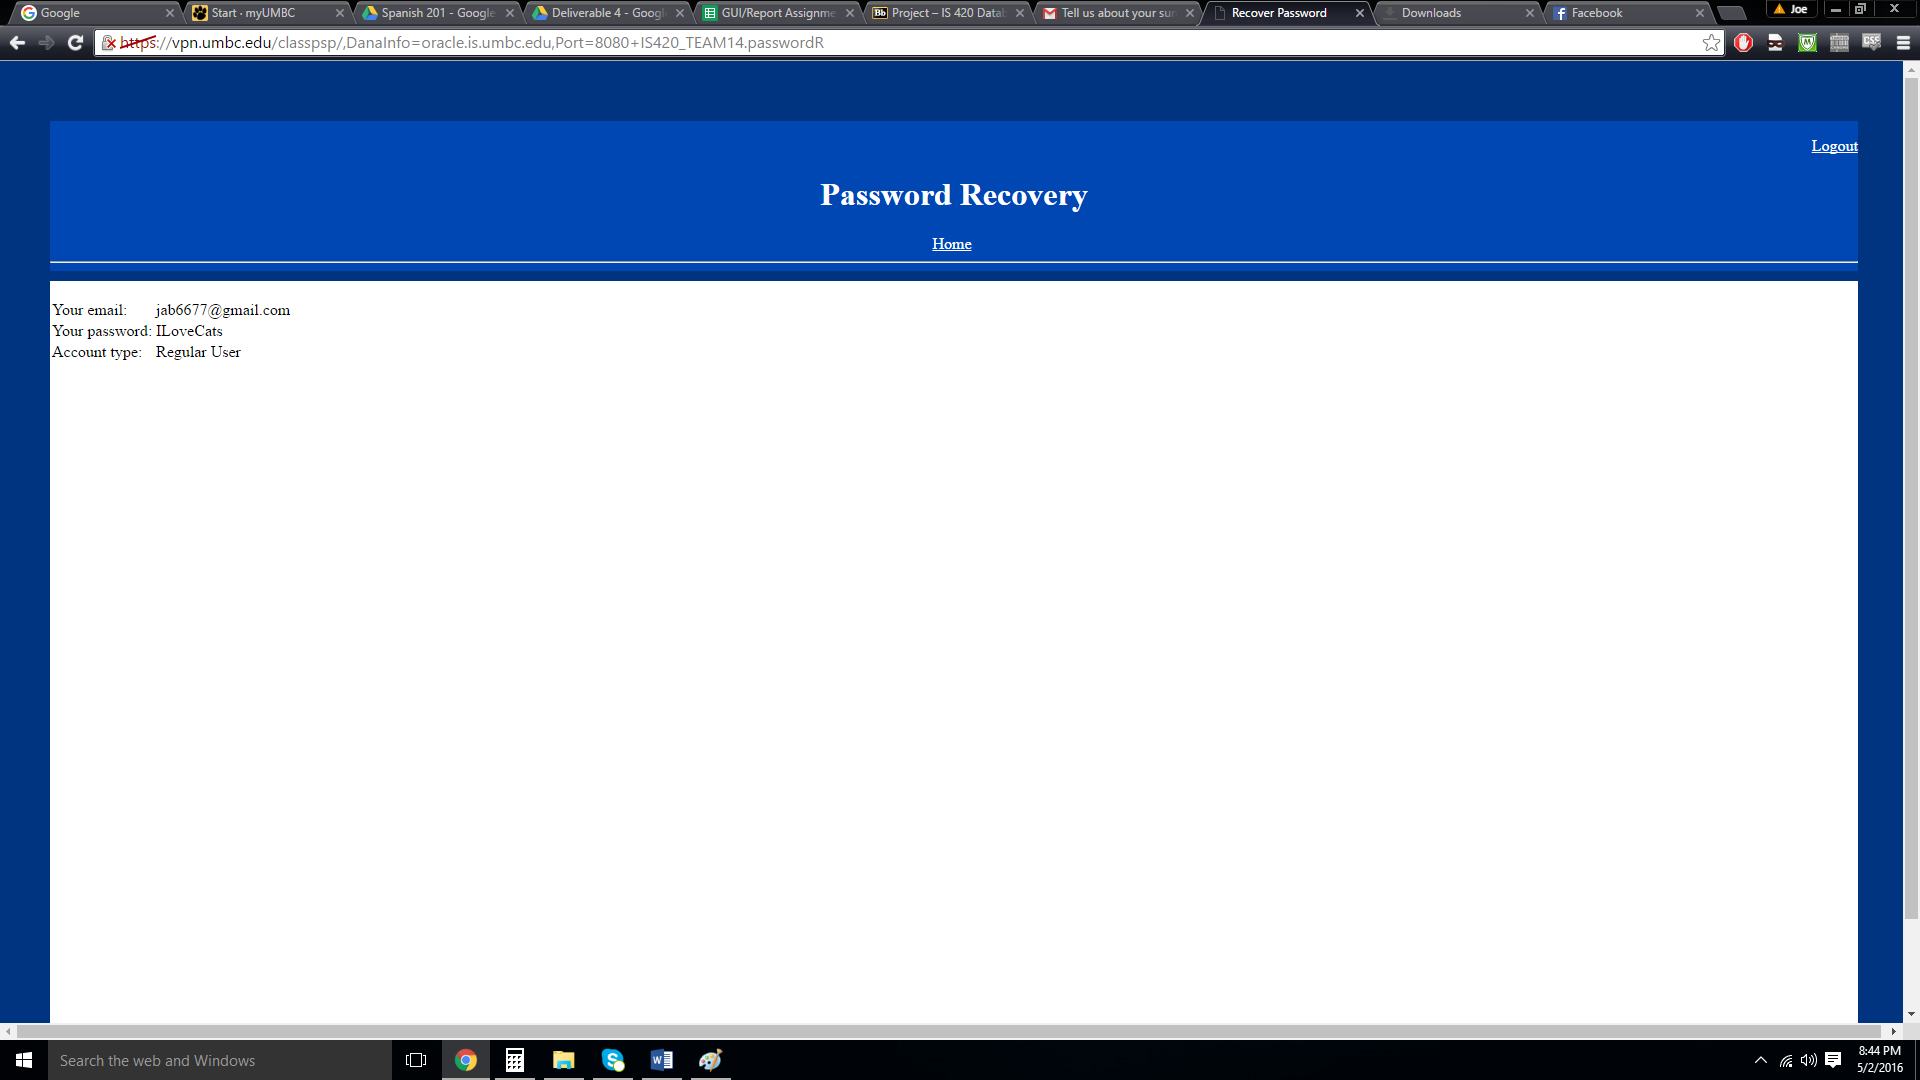 Google
Start · myUMBC
Spanish 201 - Google
Deliverable 4 - Googl
GUI/Report Assignme
Bb Project – IS 420 Datab
Tell us about your sur
Recover Password
Downloads
Facebook
Joe
https://vpn.umbc.edu/classpsp/,DanaInfo=oracle.is.umbc.edu,Port=8080+IS420_TEAM14.passwordR
Logout
Password Recovery
Home
Your email: jab6677@gmail.com
Your password: ILoveCats
Account type: Regular User
Search the web and Windows
8:44 PM
5/2/2016